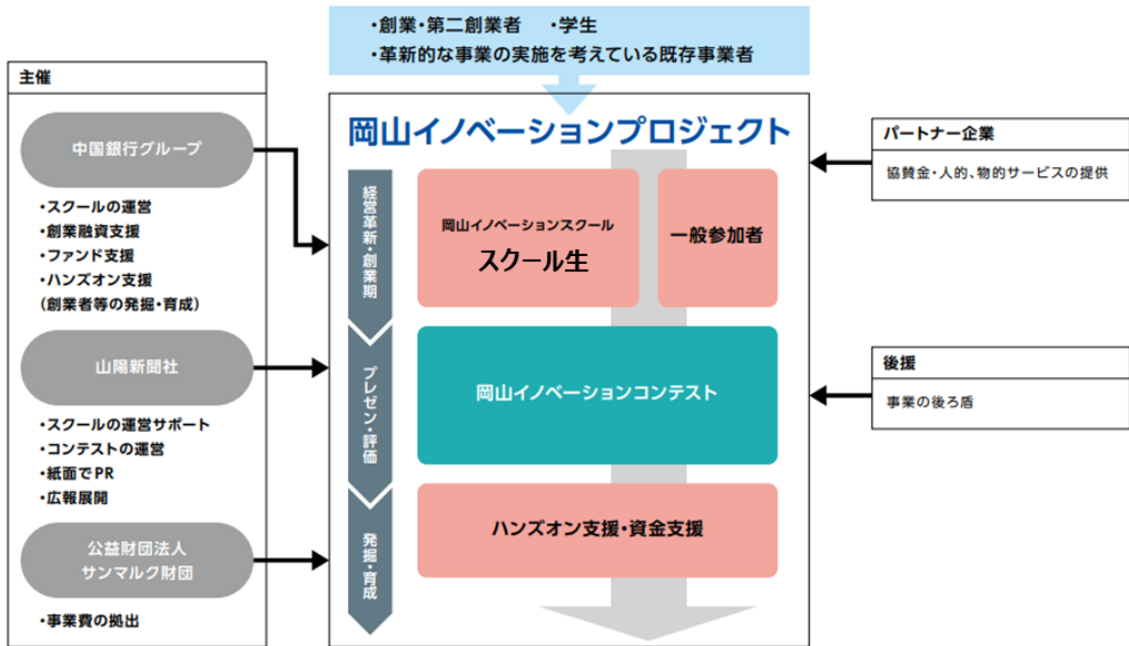 ・創業・第二創業者　・学生
・革新的な事業の実施を考えている既存事業者
主催
中国銀行グループ
・スクールの運営
・創業融資支援
・ファンド支援
・ハンズオン支援
（創業者等の発掘・育成）
山陽新聞社
・スクールの運営サポート
・コンテストの運営
・紙面でPR
・広報展開
公益財団法人
サンマルク財団
・事業費の拠出
岡山イノベーションプロジェクト
経営革新・創業期
岡山イノベーションスクール
スクール生
一般参加者
プレゼン・評価
岡山イノベーションコンテスト
発掘・育成
ハンズオン支援・資金支援
パートナー企業
協賛金・人的、物的サービスの提供
後援
事業の後ろ盾